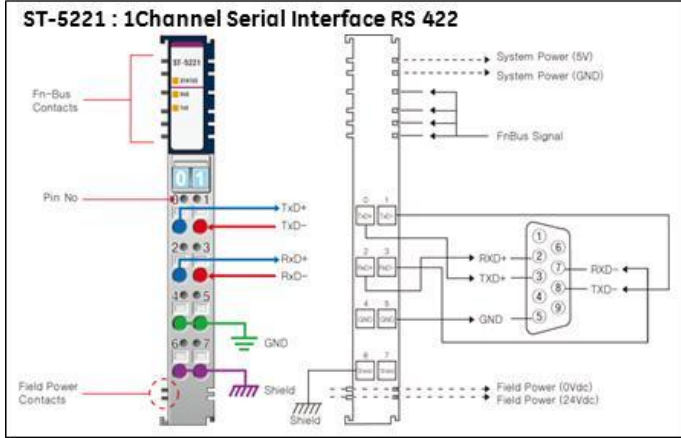 ST-5221 : 1Channel Serial Interface RS 422
ST-5221
STATUS
RXD
TXD
Fn-Bus
Contacts
01
Pin No
0 1
TxD+
TxD-
2 3
RxD+
RxD-
4 5
GND
6 7
Shield
Field Power
Contacts
System Power (5V)
System Power (GND)
FnBus Signal
0 1
TxD+ TxD-
2 3
RxD+ RxD-
4 5
GND GND
6 7
Shield Shield
Shield
RXD+
TXD+
GND
1
2
3
4
5
6
7
8
9
RXD-
TXD-
Field Power (0Vdc)
Field Power (24Vdc)